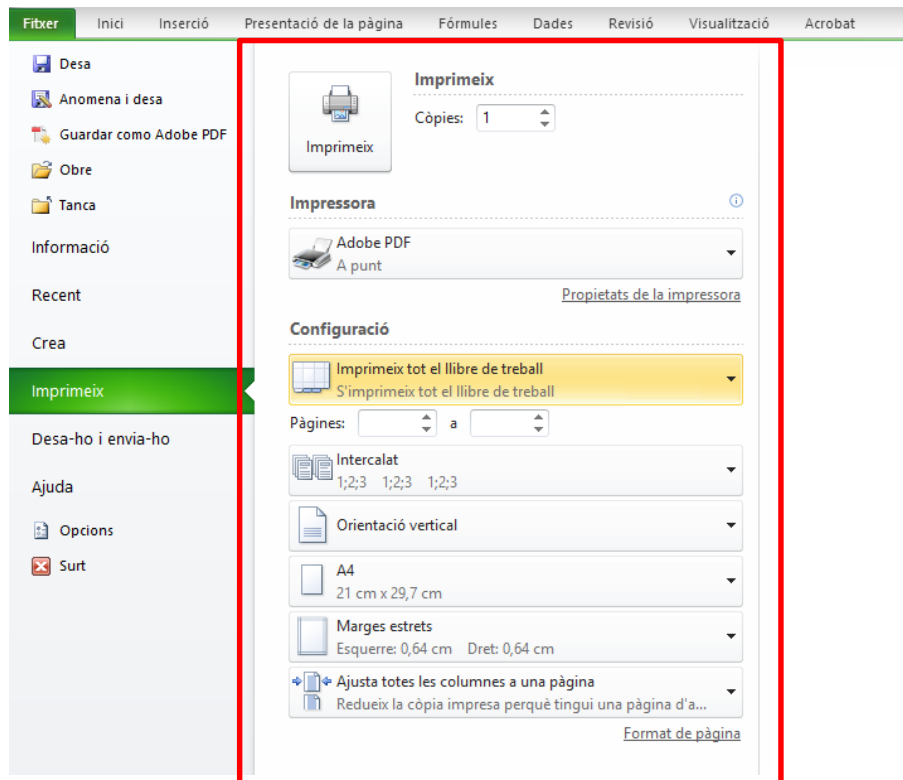 Fitxer Inici Inserció Presentació de la pàgina Fórmules Dades Revisió Visualització Acrobat
Desa
Anomena i desa
Guardar como Adobe PDF
Obre
Tanca
Informació
Recent
Crea
Imprimeix
Desa-ho i envia-ho
Ajuda
Opcions
Surt
Imprimeix
Imprimeix
Còpies: 1
Impressora
Adobe PDF
A punt
Propietats de la impressora
Configuració
Imprimeix tot el llibre de treball
S'imprimeix tot el llibre de treball
Pàgines: a
Intercalat
1;2;3 1;2;3 1;2;3
Orientació vertical
A4
21 cm x 29,7 cm
Marges estrets
Esquerre: 0,64 cm Dret: 0,64 cm
Ajusta totes les columnes a una pàgina
Redueix la còpia impresa perquè tingui una pàgina d'a...
Format de pàgina